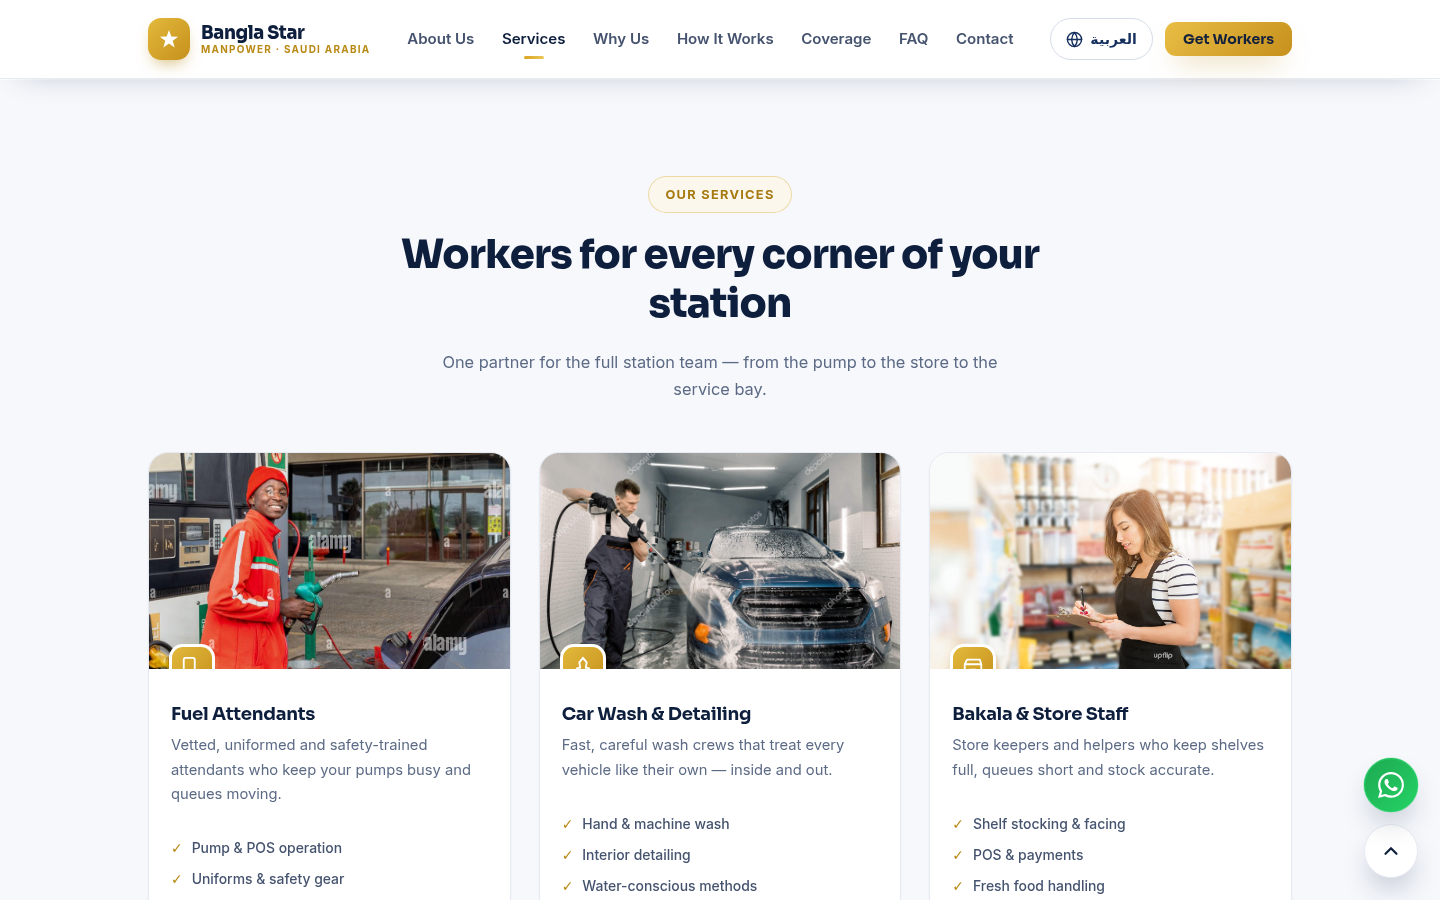 Bangla Star
MANPOWER · SAUDI ARABIA
About Us
Services
Why Us
How It Works
Coverage
FAQ
Contact
العربية
Get Workers
OUR SERVICES
Workers for every corner of your
station
One partner for the full station team — from the pump to the store to the
service bay.
alamy
alamy
alamy
depositphotos
upflip
Fuel Attendants
Vetted, uniformed and safety-trained
attendants who keep your pumps busy and
queues moving.
✓ Pump & POS operation
✓ Uniforms & safety gear
Car Wash & Detailing
Fast, careful wash crews that treat every
vehicle like their own — inside and out.
✓ Hand & machine wash
✓ Interior detailing
✓ Water-conscious methods
Bakala & Store Staff
Store keepers and helpers who keep shelves
full, queues short and stock accurate.
✓ Shelf stocking & facing
✓ POS & payments
✓ Fresh food handling